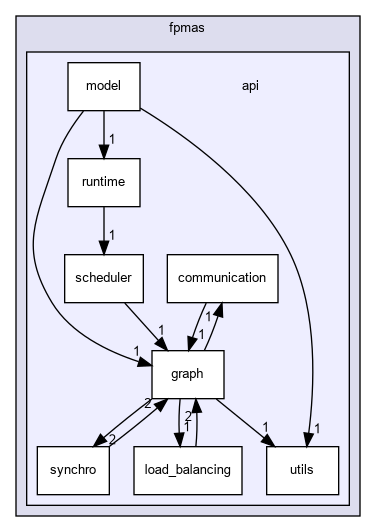 fpmas
model
api
1
runtime
1
scheduler
communication
1
1
1
1
graph
2
2
2
1
1
1
synchro
load_balancing
utils